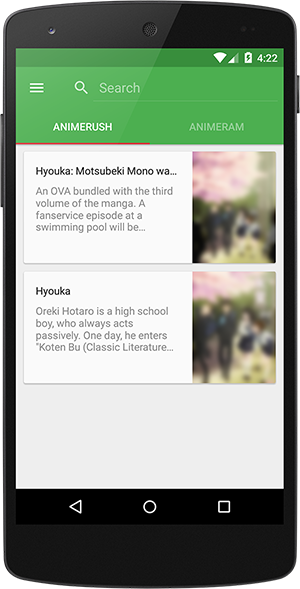 4:22
Search
ANIMERUSH
ANIMERAM
Hyouka: Motsubeki Mono wa...
An OVA bundled with the third
volume of the manga. A
fanservice episode at a
swimming pool will be...
Hyouka
Oreki Hotaro is a high school
boy, who always acts
passively. One day, he enters
"Koten Bu (Classic Literature...